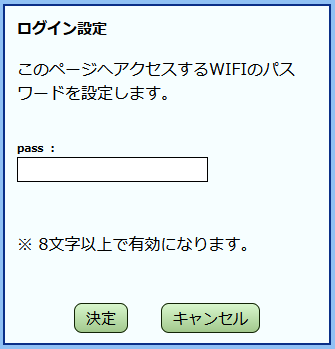 ログイン設定
このページへアクセスするWIFIのパス
ワードを設定します。
pass :
※ 8文字以上で有効になります。
決定 キャンセル